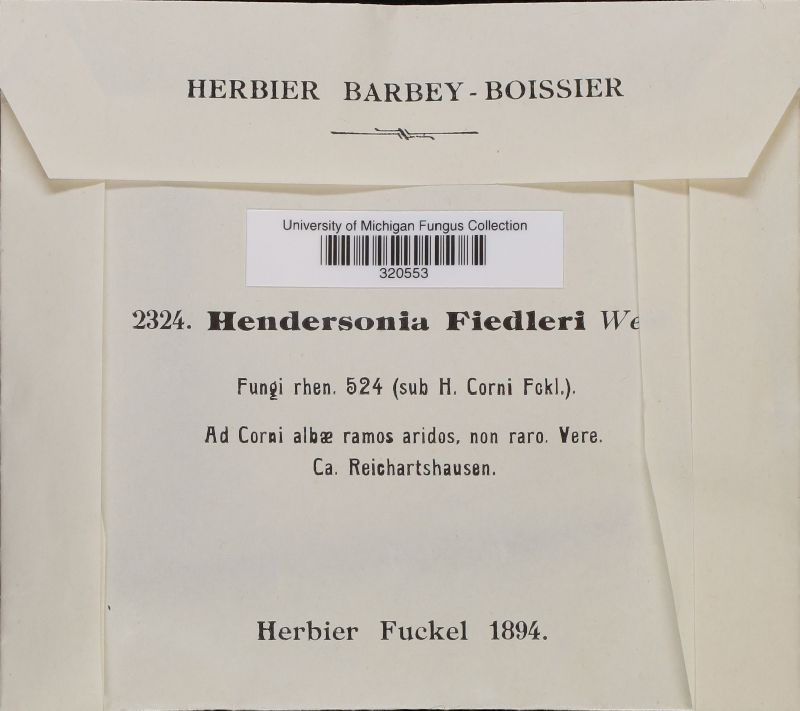 HERBIER BARBEY-BOISSIER
University of Michigan Fungus Collection
320553
2324. Hendersonia Fiedleri We
Fungi rhen. 524 (sub H. Corni Fckl.).
Ad Corni albæ ramos aridos, non raro. Vere.
Ca. Reichartshausen.
Herbier Fuckel 1894.